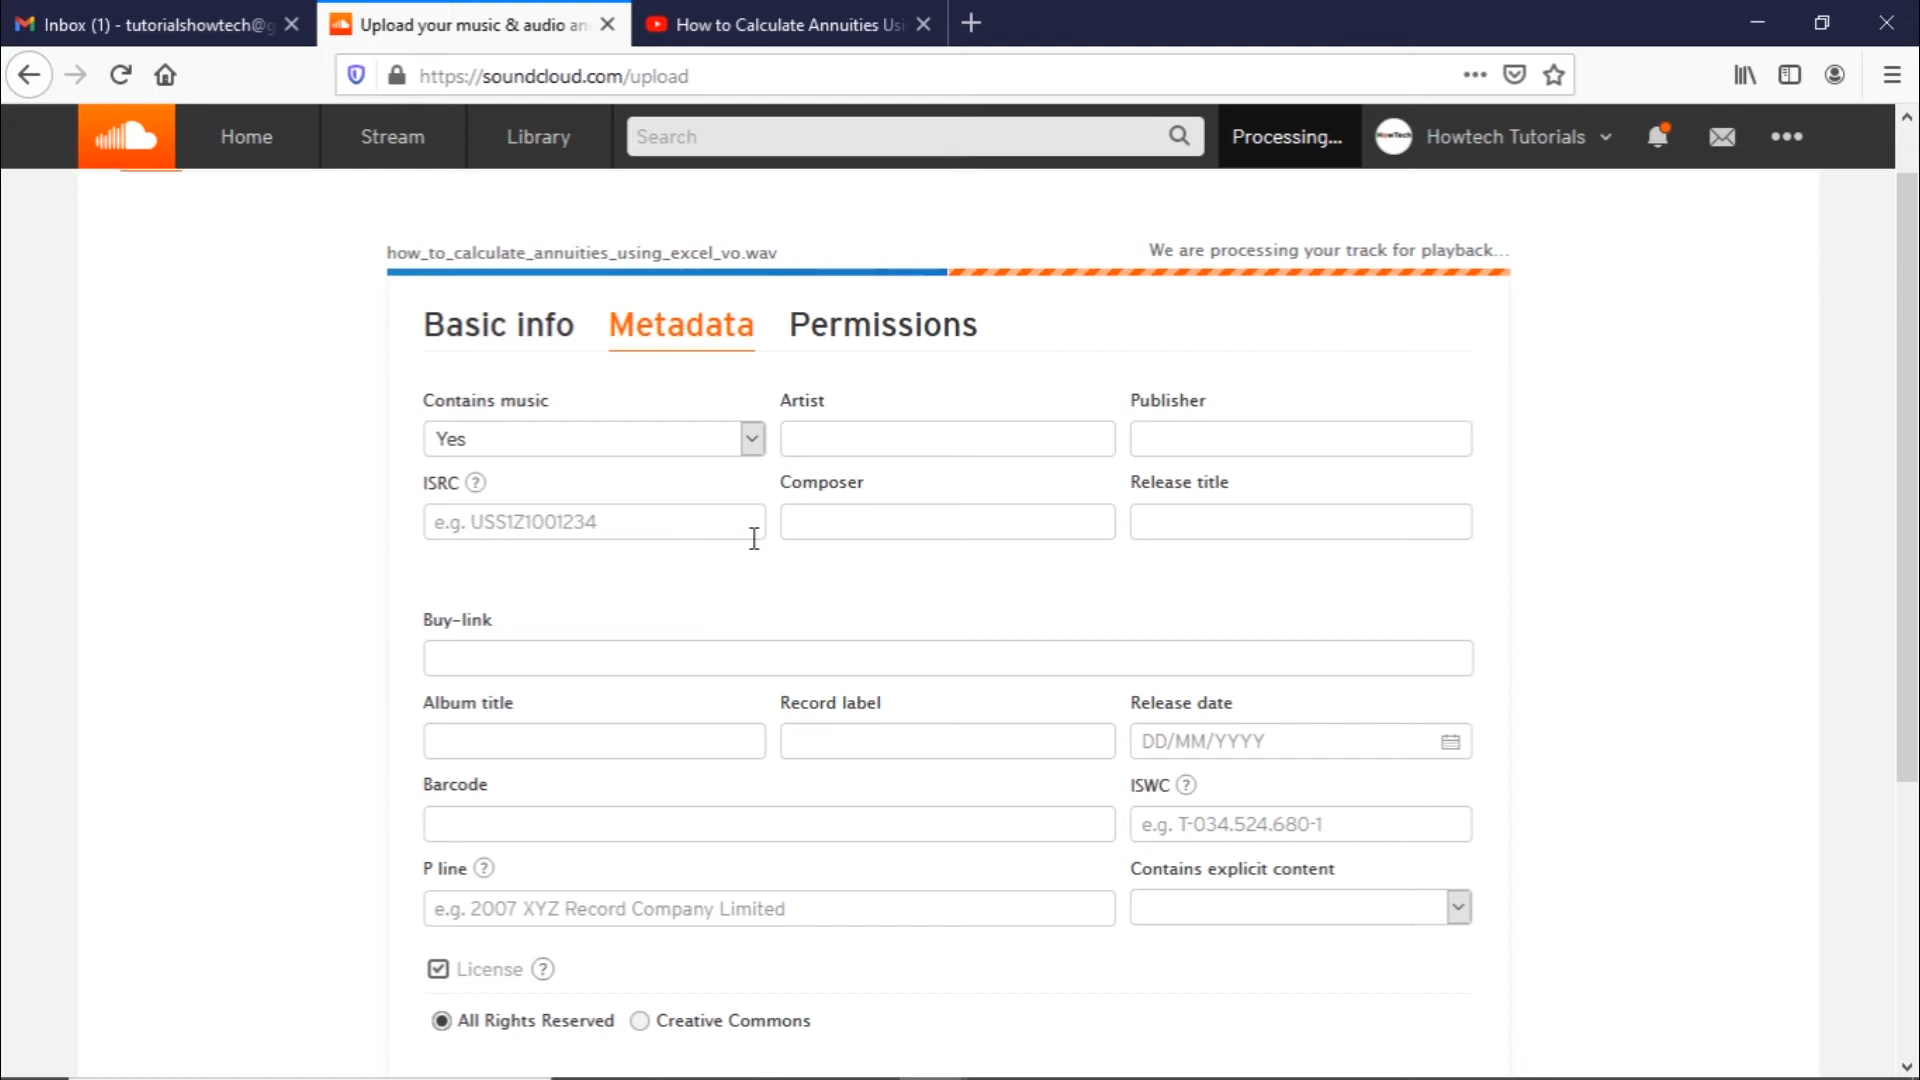 Inbox (1) - tutorialshowtech@g
Upload your music & audio an
How to Calculate Annuities Usi
https://soundcloud.com/upload
Home Stream Library Search Processing... HowTech Howtech Tutorials
how_to_calculate_annuities_using_excel_vo.wav We are processing your track for playback...
Basic info Metadata Permissions
Contains music Artist Publisher
Yes
ISRC ? Composer Release title
e.g. USS1Z1001234
Buy-link
Album title Record label Release date
DD/MM/YYYY
Barcode ISWC ?
e.g. T-034.524.680-1
P line ? Contains explicit content
e.g. 2007 XYZ Record Company Limited
License ?
All Rights Reserved Creative Commons